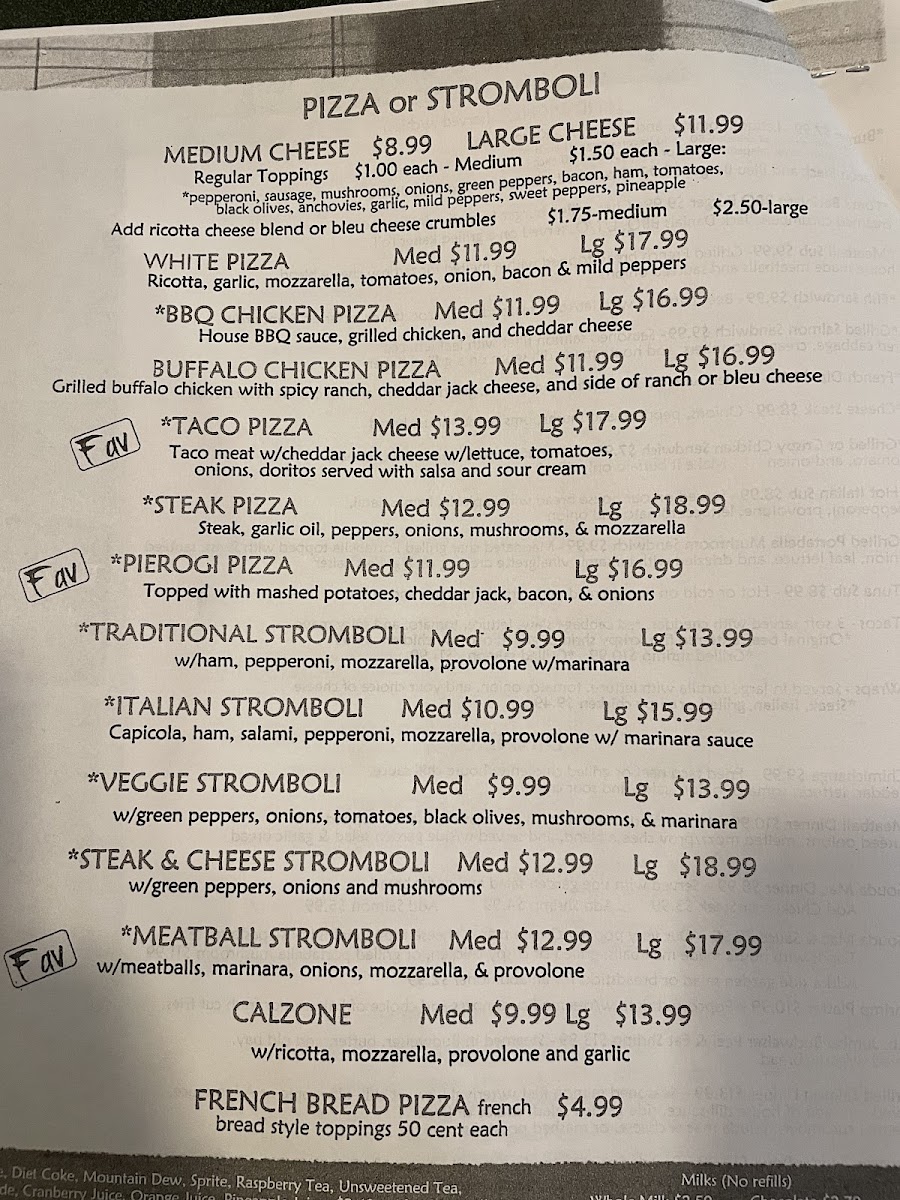 PIZZA or STROMBOLI
MEDIUM CHEESE $8.99 LARGE CHEESE $11.99
Regular Toppings $1.00 each - Medium $1.50 each - Large:
*pepperoni, sausage, mushrooms, onions, green peppers, bacon, ham, tomatoes,
black olives, anchovies, garlic, mild peppers, sweet peppers, pineapple
Add ricotta cheese blend or bleu cheese crumbles $1.75-medium $2.50-large
WHITE PIZZA Med $11.99 Lg $17.99
Ricotta, garlic, mozzarella, tomatoes, onion, bacon & mild peppers
*BBQ CHICKEN PIZZA Med $11.99 Lg $16.99
House BBQ sauce, grilled chicken, and cheddar cheese
BUFFALO CHICKEN PIZZA Med $11.99 Lg $16.99
Grilled buffalo chicken with spicy ranch, cheddar jack cheese, and side of ranch or bleu cheese
Fav *TACO PIZZA Med $13.99 Lg $17.99
Taco meat w/cheddar jack cheese w/lettuce, tomatoes,
onions, doritos served with salsa and sour cream
*STEAK PIZZA Med $12.99 Lg $18.99
Steak, garlic oil, peppers, onions, mushrooms, & mozzarella
Fav *PIEROGI PIZZA Med $11.99 Lg $16.99
Topped with mashed potatoes, cheddar jack, bacon, & onions
*TRADITIONAL STROMBOLI Med $9.99 Lg $13.99
w/ham, pepperoni, mozzarella, provolone w/marinara
*ITALIAN STROMBOLI Med $10.99 Lg $15.99
Capicola, ham, salami, pepperoni, mozzarella, provolone w/ marinara sauce
*VEGGIE STROMBOLI Med $9.99 Lg $13.99
w/green peppers, onions, tomatoes, black olives, mushrooms, & marinara
*STEAK & CHEESE STROMBOLI Med $12.99 Lg $18.99
w/green peppers, onions and mushrooms
Fav *MEATBALL STROMBOLI Med $12.99 Lg $17.99
w/meatballs, marinara, onions, mozzarella, & provolone
CALZONE Med $9.99 Lg $13.99
w/ricotta, mozzarella, provolone and garlic
FRENCH BREAD PIZZA french $4.99
bread style toppings 50 cent each
Diet Coke, Mountain Dew, Sprite, Raspberry Tea, Unsweetened Tea, Milks (No refills)
Cranberry Juice, Orange Juice